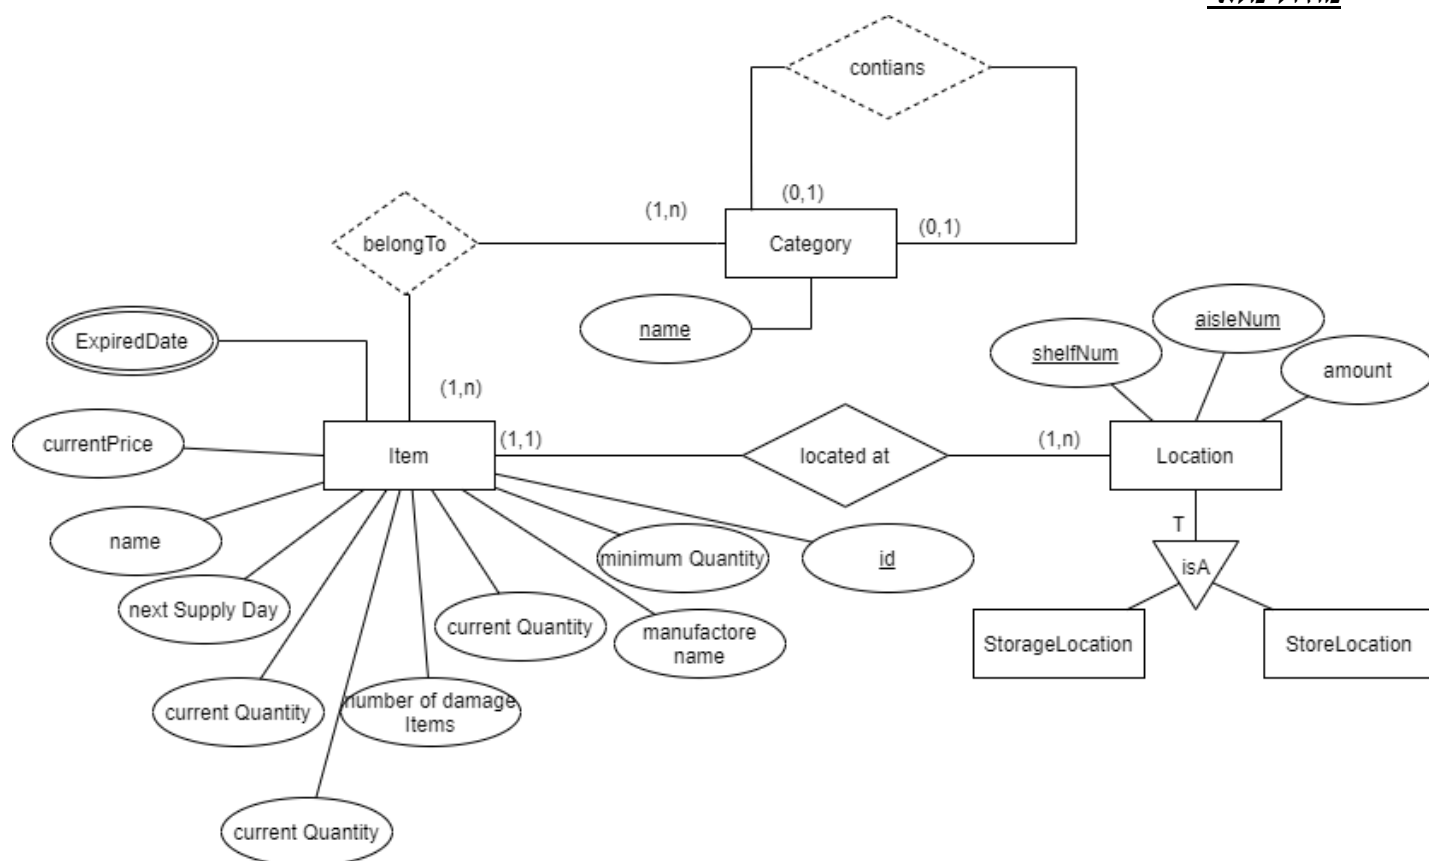 contians
(0,1)
(1,n)
Category
(0,1)
belongTo
name
ExpiredDate
aisleNum
shelfNum
amount
(1,n)
currentPrice
Item
(1,1)
located at
(1,n)
Location
name
T
minimum Quantity
id
isA
next Supply Day
current Quantity
manufactore
name
StorageLocation
StoreLocation
current Quantity
number of damage
Items
current Quantity